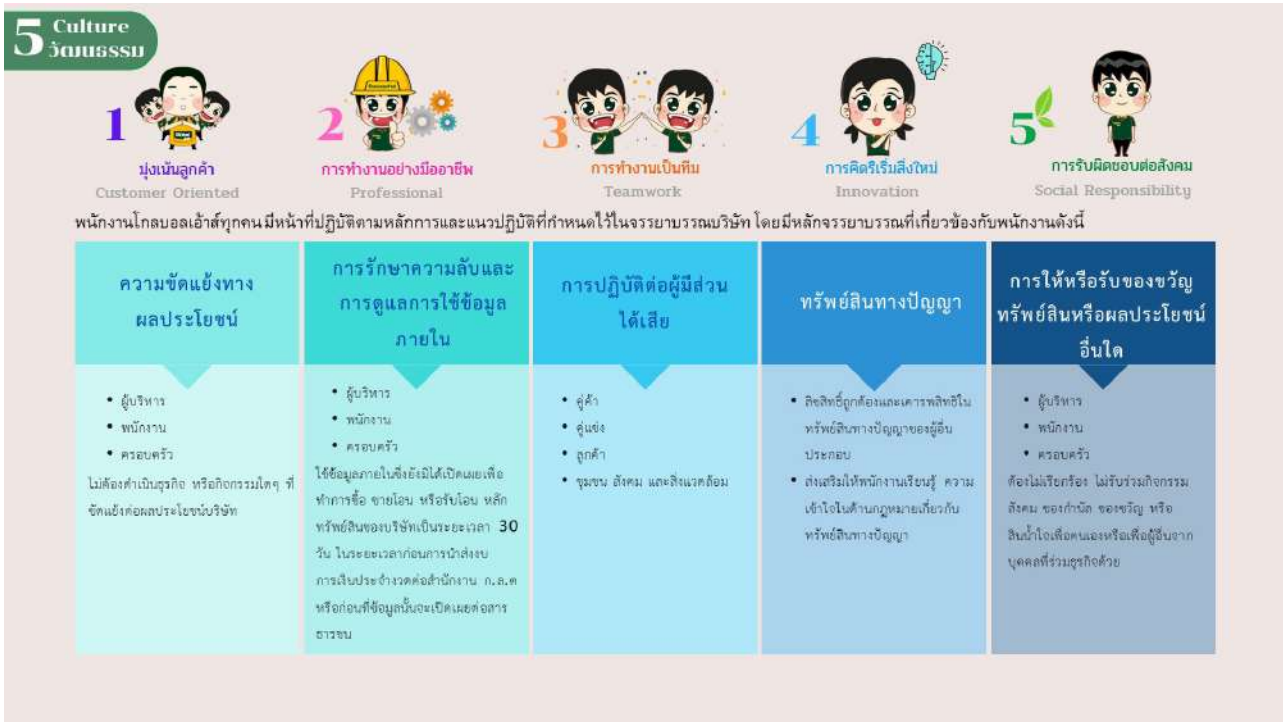 5 Culture
วัฒนธรรม
1
มุ่งเน้นลูกค้า
Customer Oriented
2
การทำงานอย่างมืออาชีพ
Professional
3
การทำงานเป็นทีม
Teamwork
4
การคิดริเริ่มสิ่งใหม่
Innovation
5
การรับผิดชอบต่อสังคม
Social Responsibility
พนักงานโกลบอลเฮ้าส์ทุกคนมีหน้าที่ปฏิบัติตามหลักการและแนวปฏิบัติที่กำหนดไว้ในจรรยาบรรณบริษัท โดยมีหลักจรรยาบรรณที่เกี่ยวข้องกับพนักงานดังนี้
ความขัดแย้งทาง
ผลประโยชน์
• ผู้บริหาร
• พนักงาน
• ครอบครัว
ไม่ต้องดำเนินธุรกิจ หรือกิจกรรมใดๆ ที่
ขัดแย้งต่อผลประโยชน์บริษัท
การรักษาความลับและ
การดูแลการใช้ข้อมูล
ภายใน
• ผู้บริหาร
• พนักงาน
• ครอบครัว
ใช้ข้อมูลภายในซึ่งยังมิได้เปิดเผยเพื่อ
ทำการซื้อ ขายโอน หรือรับโอน หลัก
ทรัพย์สินของบริษัทเป็นระยะเวลา 30
วัน ในระยะเวลาก่อนการนำส่งงบ
การเงินประจำงวดต่อสำนักงาน ก.ล.ต
หรือก่อนที่ข้อมูลนั้นจะเปิดเผยต่อสาร
ธารชน
การปฏิบัติต่อผู้มีส่วน
ได้เสีย
• คู่ค้า
• คู่แข่ง
• ลูกค้า
• ชุมชน สังคม และสิ่งแวดล้อม
ทรัพย์สินทางปัญญา
• ลิขสิทธิ์ถูกต้องและเคารพสิทธิใน
ทรัพย์สินทางปัญญาของผู้อื่น
ประกอบ
• ส่งเสริมให้พนักงานเรียนรู้ ความ
เข้าใจในด้านกฎหมายเกี่ยวกับ
ทรัพย์สินทางปัญญา
การให้หรือรับของขวัญ
ทรัพย์สินหรือผลประโยชน์
อื่นใด
• ผู้บริหาร
• พนักงาน
• ครอบครัว
ต้องไม่เรียกร้อง ไม่รับร่วมกิจกรรม
สังคม ของกำนัล ของขวัญ หรือ
สินน้ำใจเพื่อตนเองหรือเพื่อผู้อื่นจาก
บุคคลที่ร่วมธุรกิจด้วย